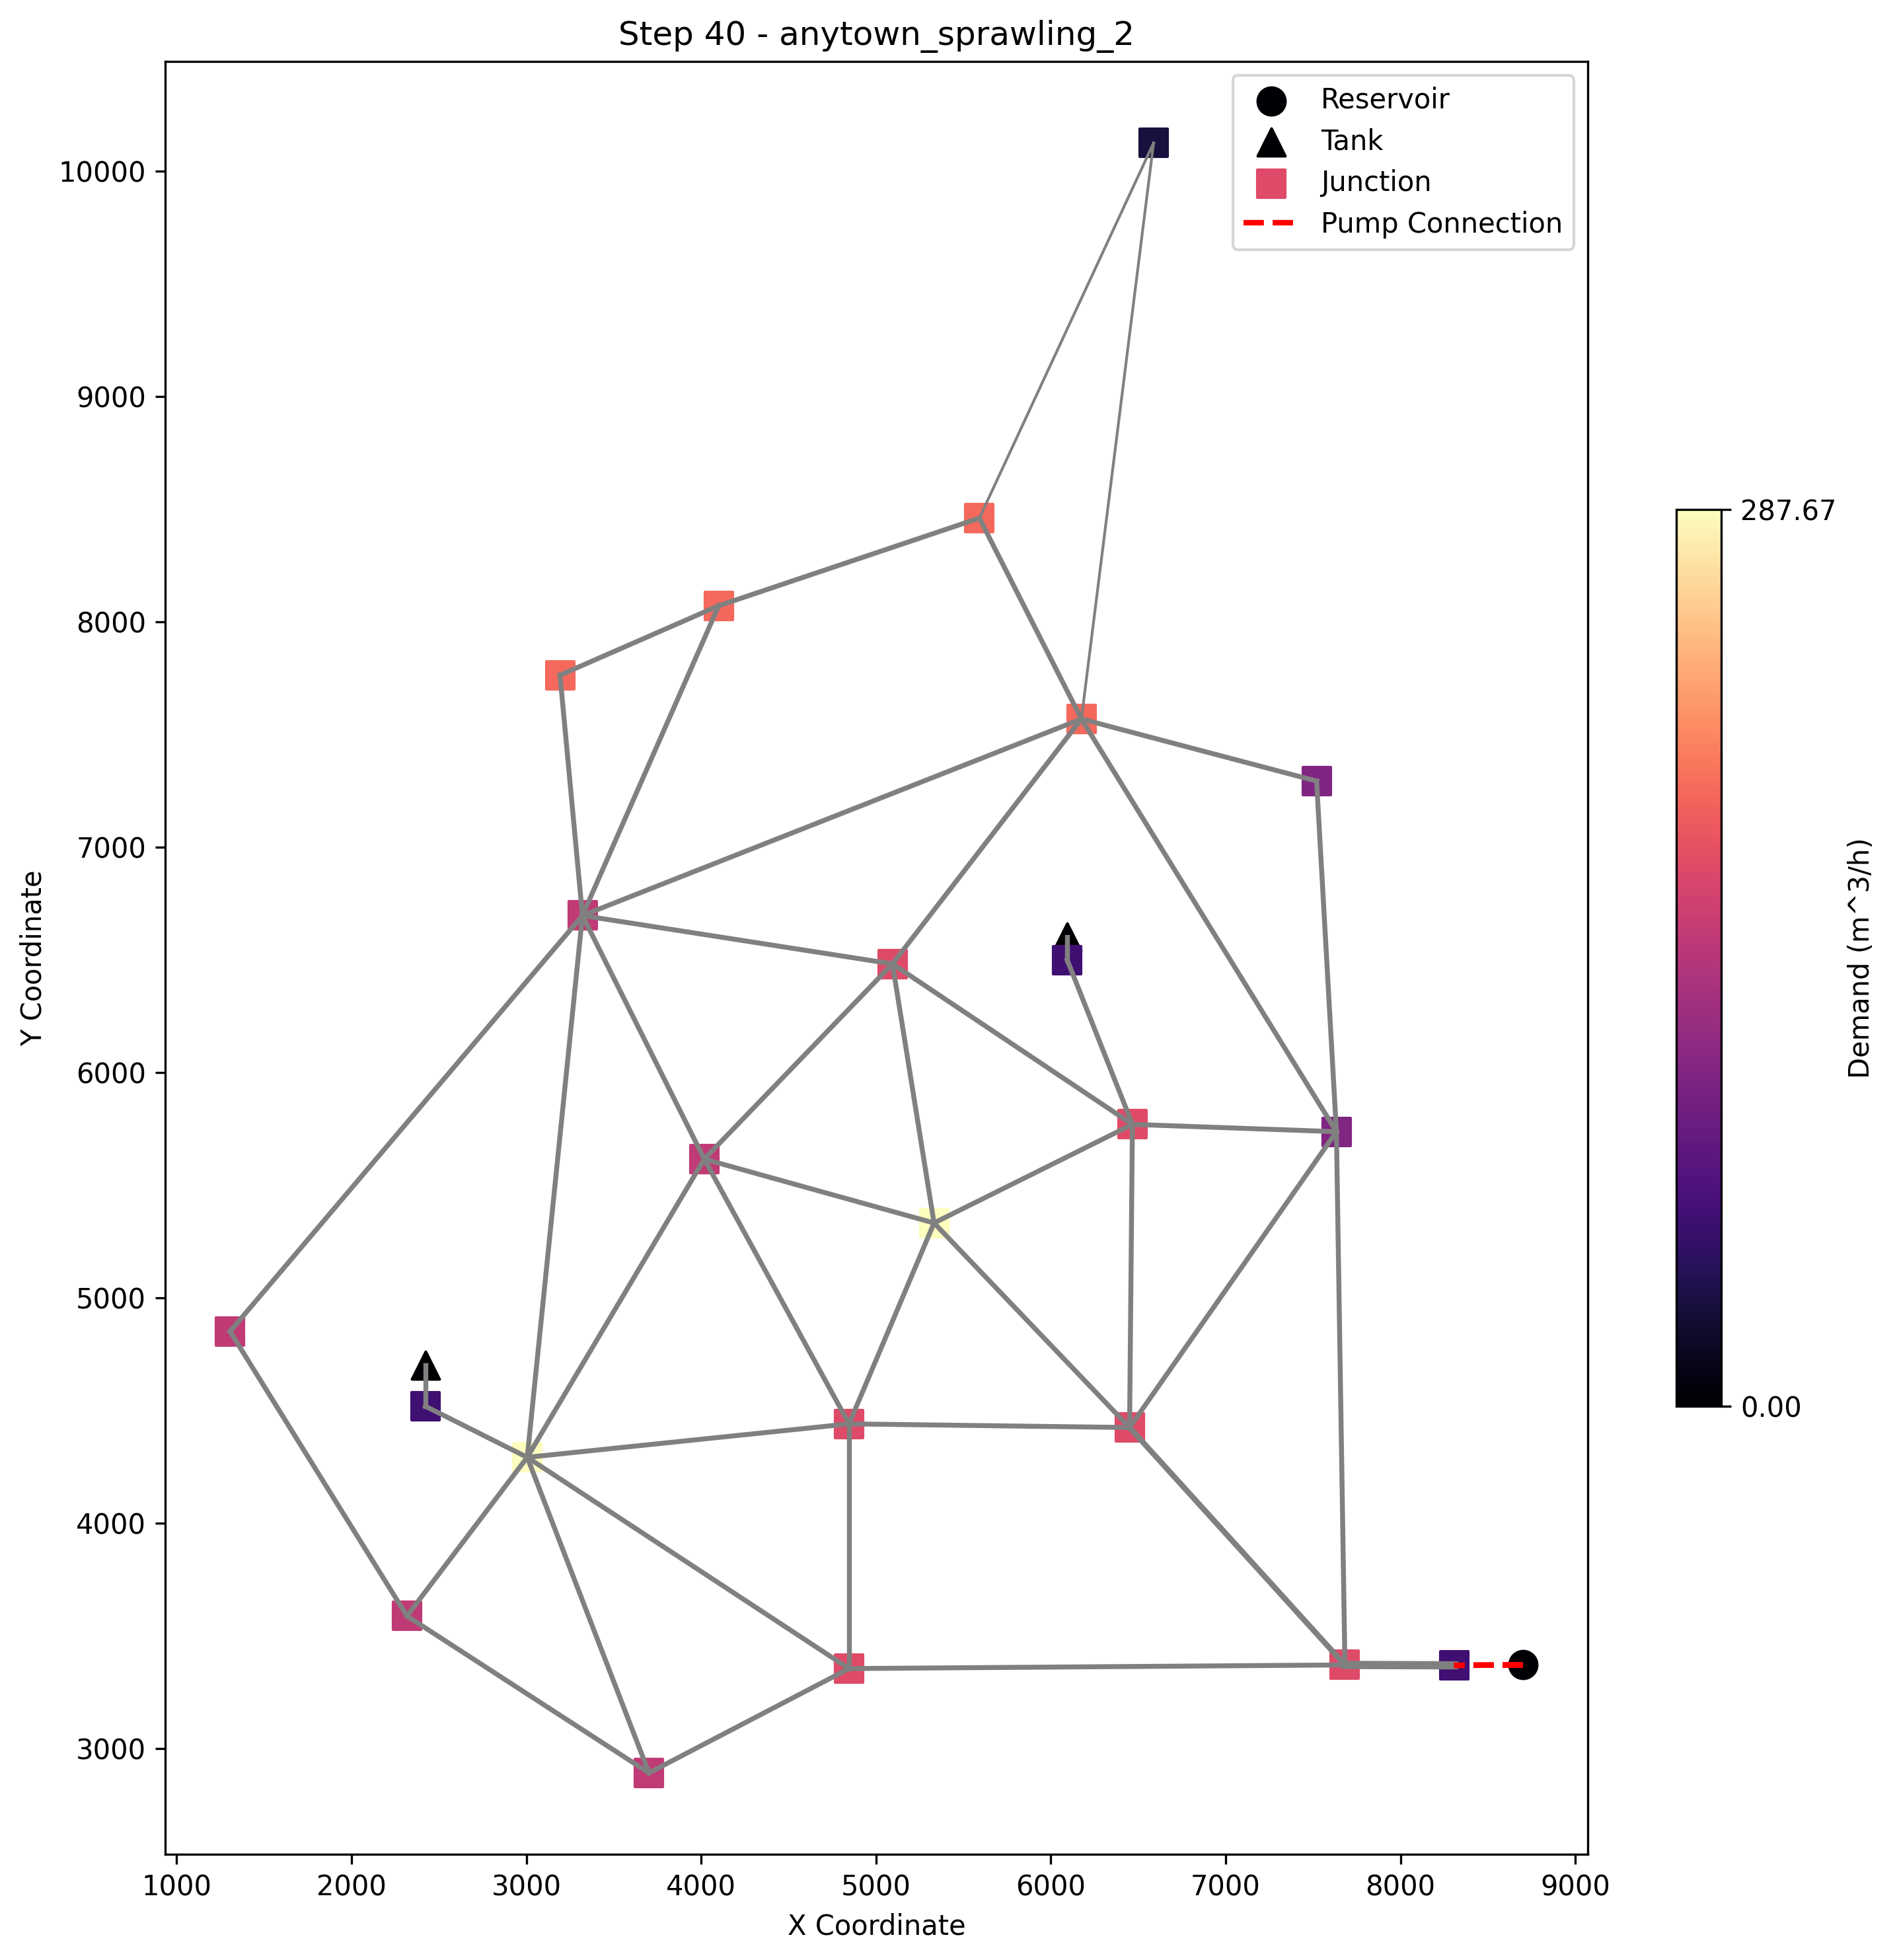 Step 40 - anytown_sprawling_2
Reservoir
Tank
Junction
Pump Connection
10000
9000
8000
7000
6000
5000
4000
3000
Y Coordinate
1000 2000 3000 4000 5000 6000 7000 8000 9000
X Coordinate
287.67
0.00
Demand (m^3/h)